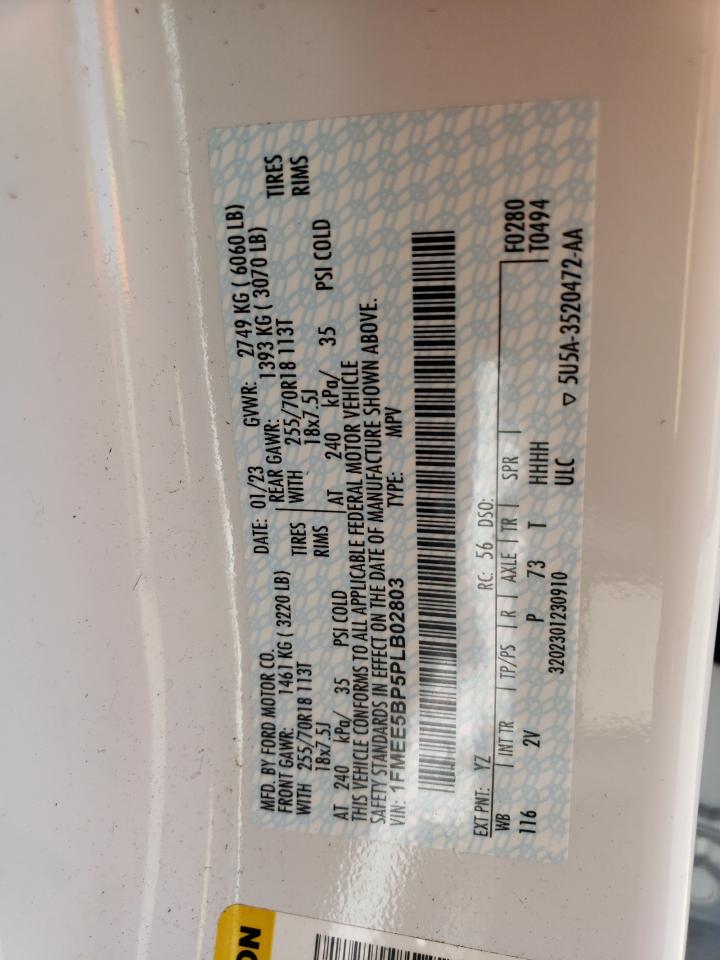 MFD. BY FORD MOTOR CO.
DATE: 01/23 GVWR: 2749 KG ( 6060 LB)
FRONT GAWR: 1461 KG ( 3220 LB) REAR GAWR: 1393 KG ( 3070 LB)
WITH 255/70R18 113T TIRES WITH 255/70R18 113T TIRES
18x7.5J RIMS 18x7.5J RIMS
AT 240 kPa/ 35 PSI COLD AT 240 kPa/ 35 PSI COLD
THIS VEHICLE CONFORMS TO ALL APPLICABLE FEDERAL MOTOR VEHICLE
SAFETY STANDARDS IN EFFECT ON THE DATE OF MANUFACTURE SHOWN ABOVE.
VIN: 1FMEE5BP5PLB02803 TYPE: MPV
EXT PNT: YZ RC: 56 DSO:
WB INT TR TP/PS R AXLE TR SPR F0280
116 2V P 73 T HHHH T0494
3202301230910 ULC ▽ 5U5A-3520472-AA
ON